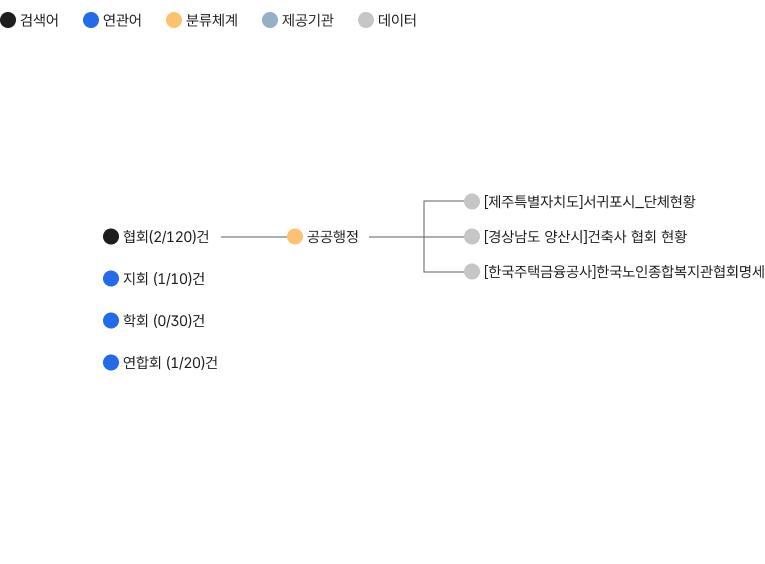 검색어 연관어 분류체계 제공기관 데이터
[제주특별자치도]서귀포시_단체현황
협회(2/120)건 공공행정 [경상남도 양산시]건축사 협회 현황
[한국주택금융공사]한국노인종합복지관협회명세
지회 (1/10)건
학회 (0/30)건
연합회 (1/20)건